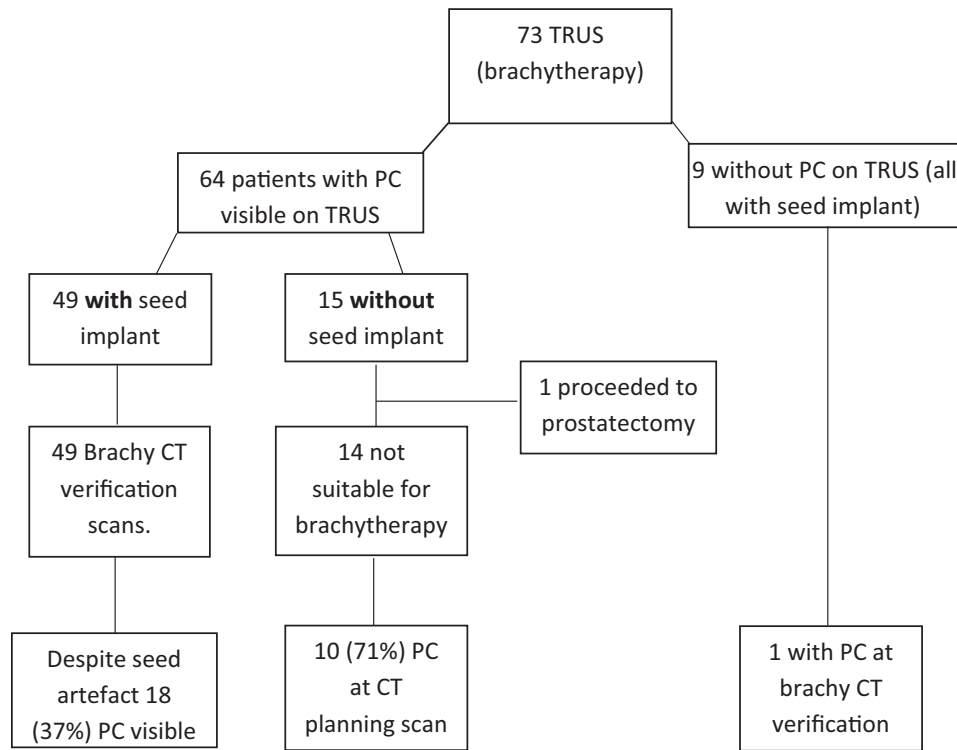 73 TRUS
(brachytherapy)
64 patients with PC
visible on TRUS
9 without PC on TRUS (all
with seed implant)
49 with seed
implant
15 without
seed implant
1 proceeded to
prostatectomy
49 Brachy CT
verification
scans.
14 not
suitable for
brachytherapy
Despite seed
artefact 18
(37%) PC visible
10 (71%) PC
at CT
planning scan
1 with PC at
brachy CT
verification